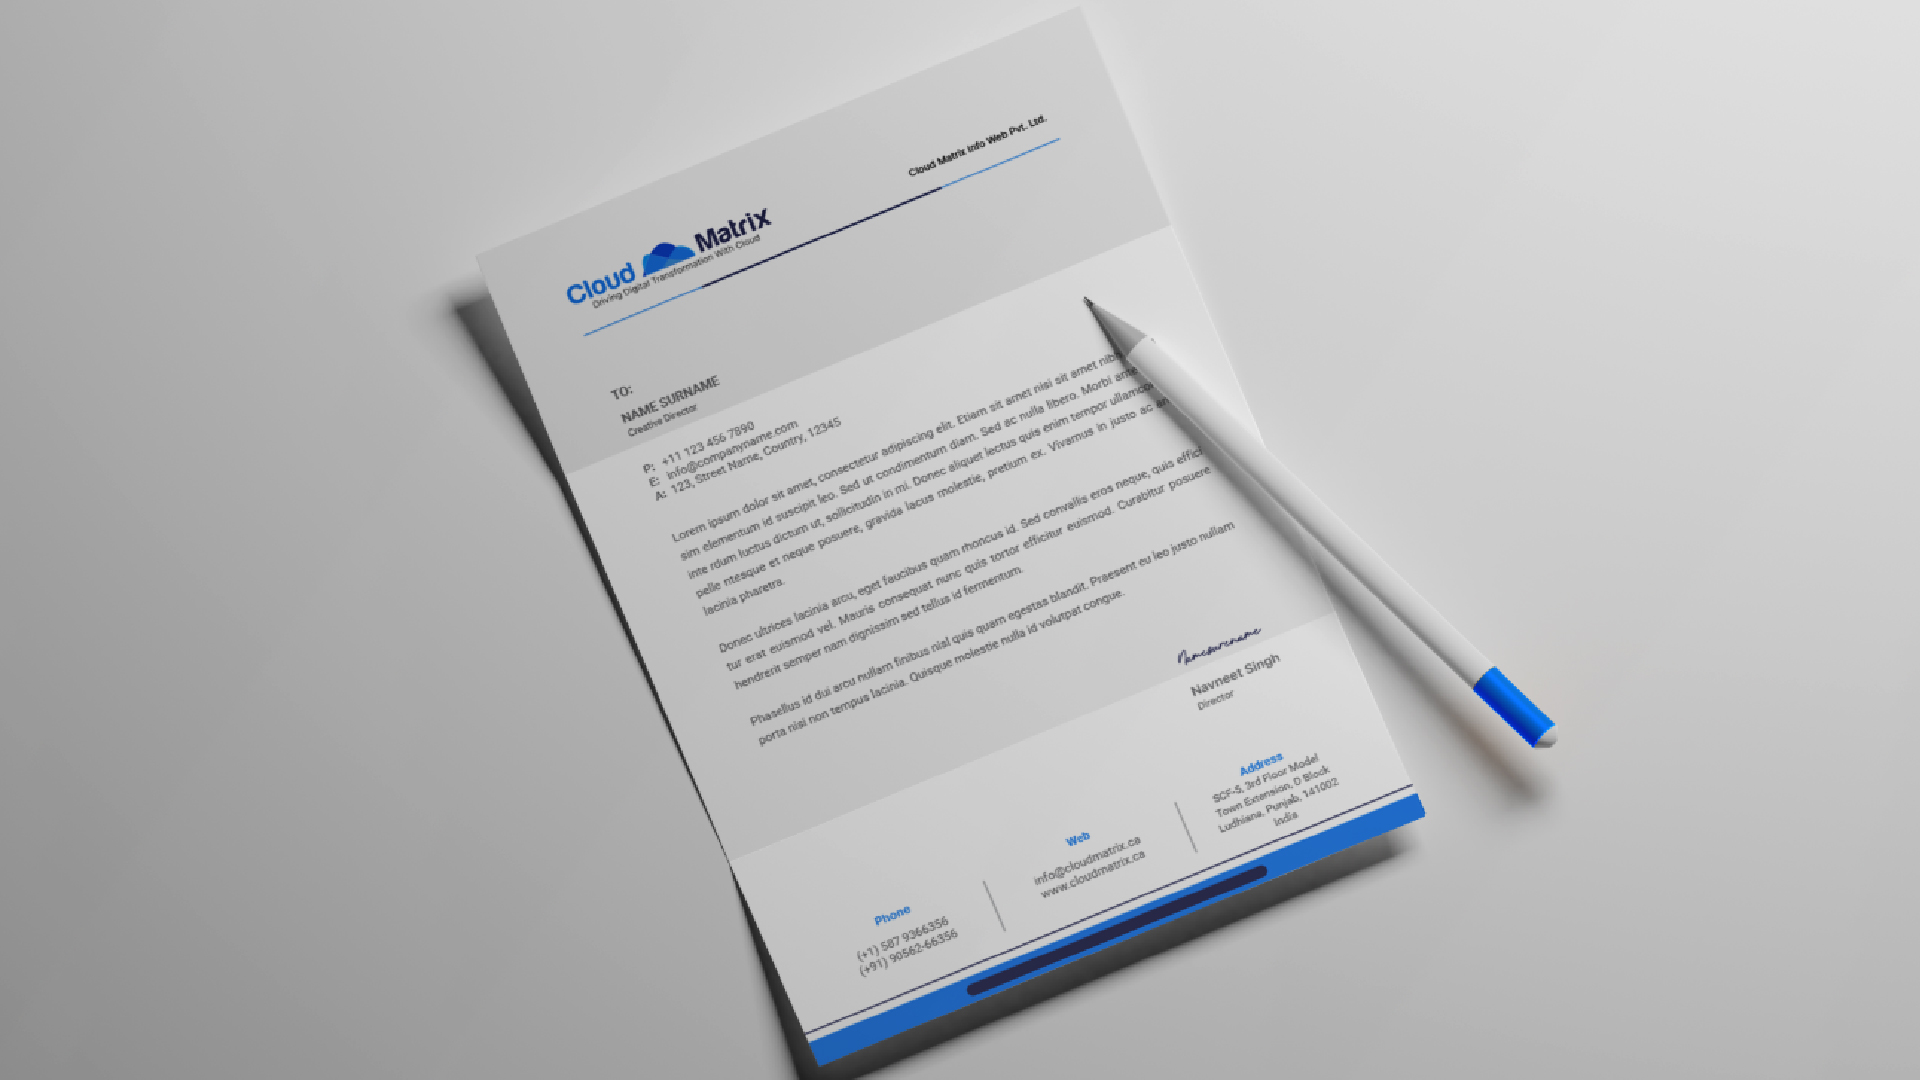 Cloud Matrix Info Web Pvt. Ltd.
Cloud Matrix
Driving Digital Transformation With Cloud
TO:
NAME SURNAME
Creative Director
P: +11 123 456 7890
E: info@companyname.com
A: 123, Street Name, Country, 12345
Lorem ipsum dolor sit amet, consectetur adipiscing elit. Etiam sit amet nisi sit amet nib
sim elementum id suscipit leo. Sed ut condimentum diam. Sed ac nulla libero. Morbi ante
inte rdum luctus dictum ut, sollicitudin in mi. Donec aliquet lectus quis enim tempor ullamco
pelle ntesque et neque posuere, gravida lacus molestie, pretium ex. Vivamus in justo ac an
lacinia pharetra.
Donec ultrices lacinia arcu, eget faucibus quam rhoncus id. Sed convallis eros neque, quis effici
tur erat euismod vel. Mauris consequat nunc quis tortor efficitur euismod. Curabitur posuere
hendrerit semper nam dignissim sed tellus id fermentum.
Phasellus id dui arcu nullam finibus nisl quis quam egestas blandit. Praesent eu leo justo nullam
porta nisi non tempus lacinia. Quisque molestie nulla id volutpat congue.
Namesurename
Navneet Singh
Director
Phone
(+1) 587 9366356
(+91) 90562-66356
Web
info@cloudmatrix.ca
www.cloudmatrix.ca
Address
SCF-5, 3rd Floor Model
Town Extension, D Block
Ludhiana, Punjab, 141002
India